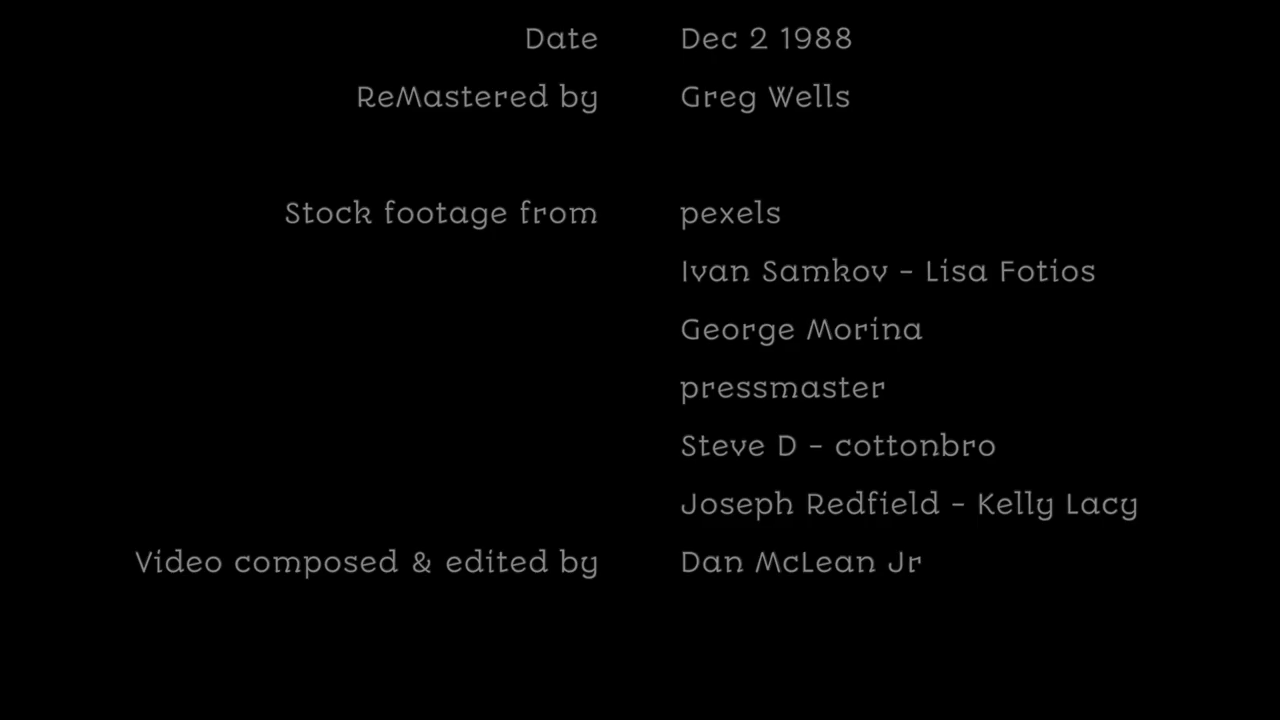 Date Dec 2 1988
ReMastered by Greg Wells
Stock footage from pexels
Ivan Samkov - Lisa Fotios
George Morina
pressmaster
Steve D - cottonbro
Joseph Redfield - Kelly Lacy
Video composed & edited by Dan McLean Jr